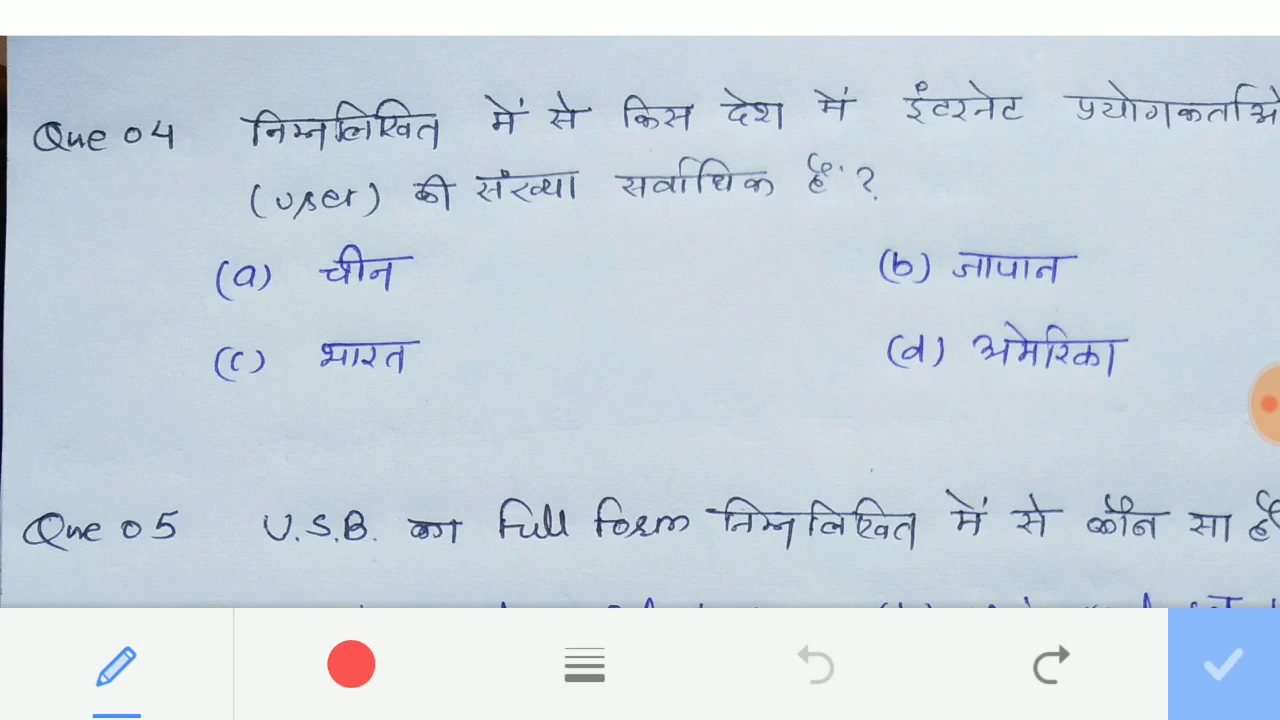 Que 04 निम्नलिखित में से किस देश में इंटरनेट प्रयोगकर्ताओ
(user) की संख्या सर्वाधिक है ?
(a) चीन (b) जापान
(c) भारत (d) अमेरिका
Que 05 U.S.B. का Full Form निम्नलिखित में से कौन सा है